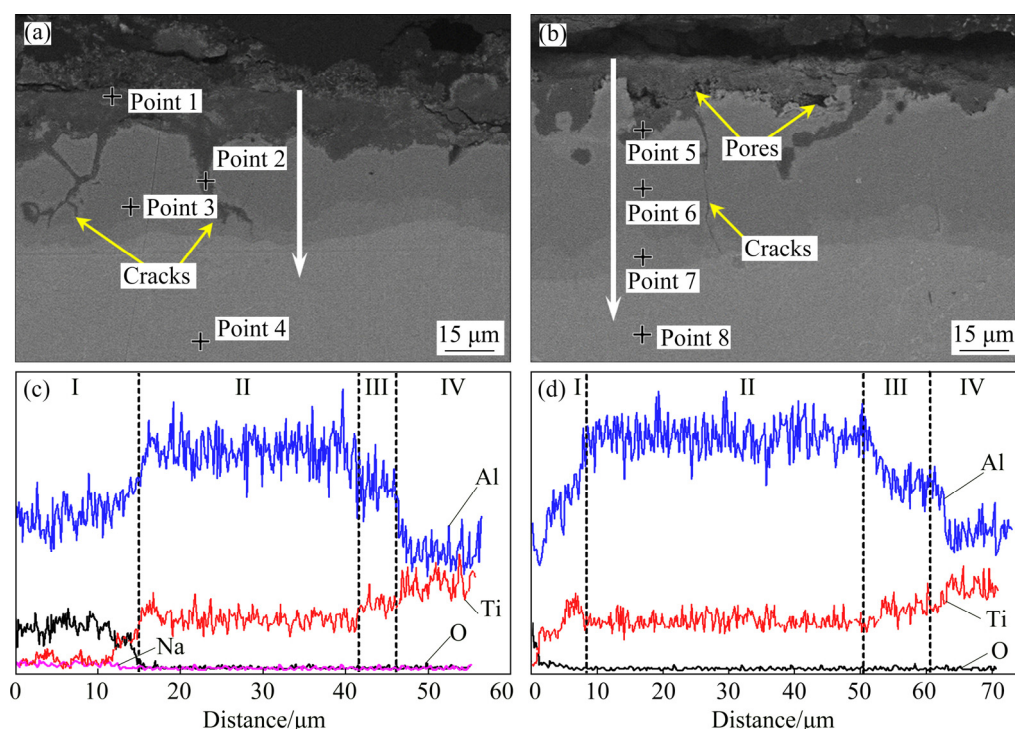 (a)
Point 1
Point 2
Point 3
Cracks
Point 4
15 μm
(b)
Point 5
Pores
Point 6
Cracks
Point 7
Point 8
15 μm
(c) I II III IV
Al
Ti
Na O
0 10 20 30 40 50 60
Distance/μm
(d) I II III IV
Al
Ti
O
0 10 20 30 40 50 60 70
Distance/μm